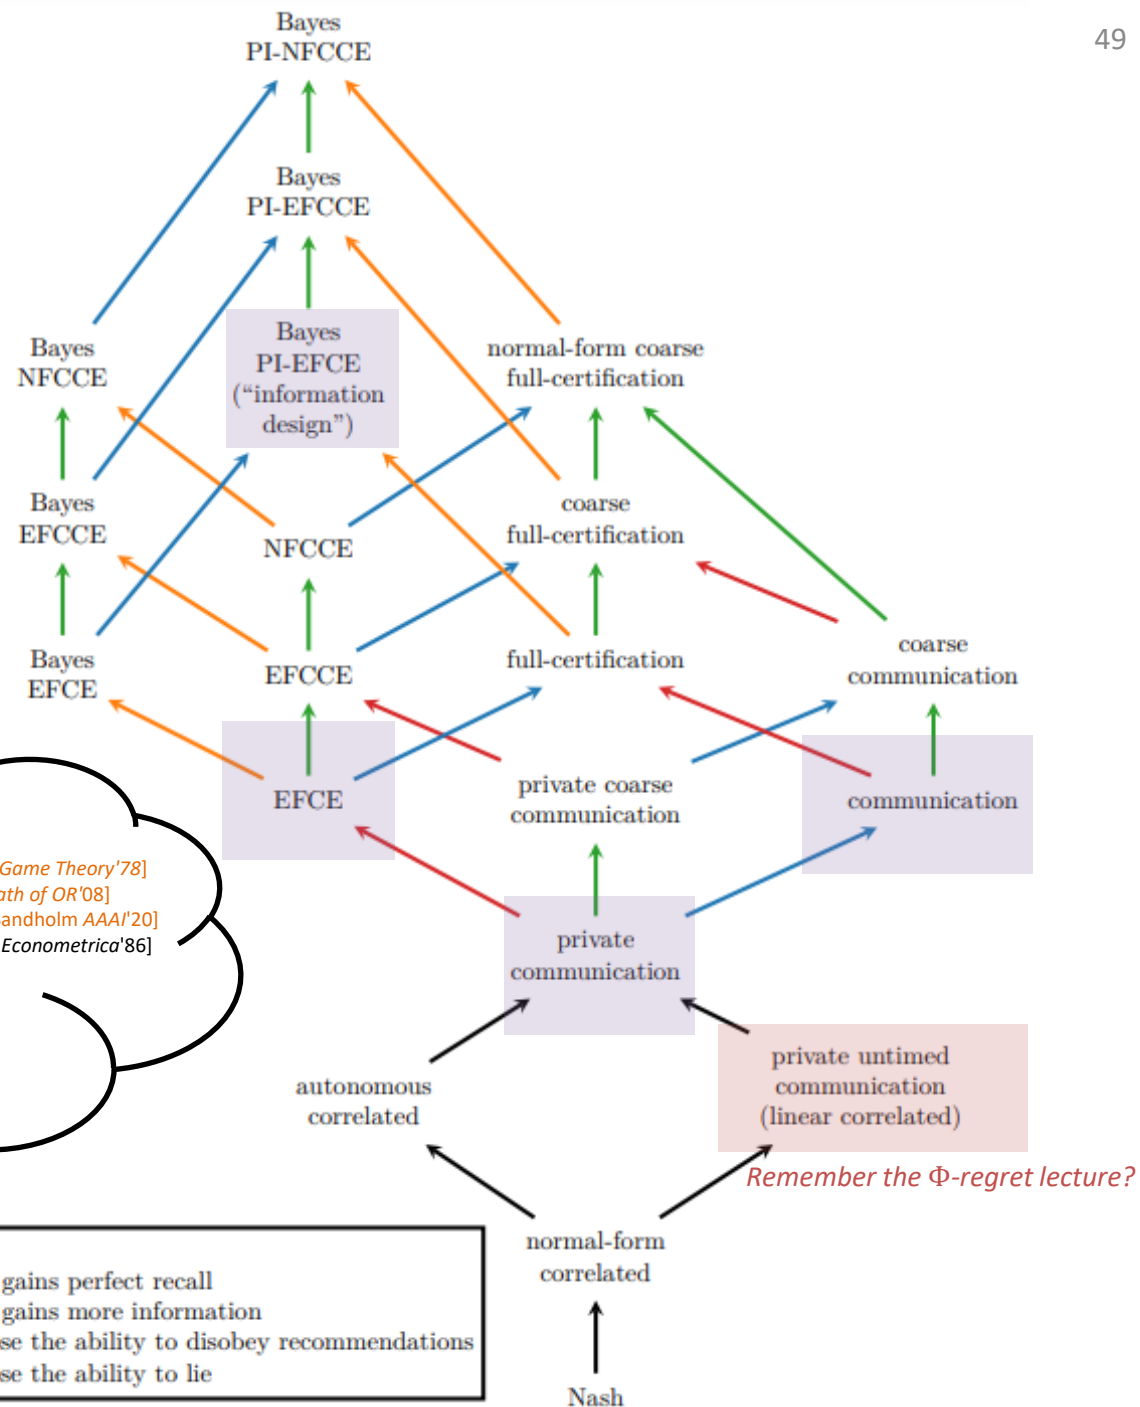 49
Bayes
PI-NFCCE
Bayes
PI-EFCCE
Bayes
PI-EFCE
(“information
design”)
Bayes
NFCCE
normal-form coarse
full-certification
Bayes
EFCCE
NFCCE
coarse
full-certification
Bayes
EFCE
EFCCE
full-certification
coarse
communication
EFCE
private coarse
communication
communication
Game Theory'78]
ath of OR'08]
Sandholm AAAI'20]
Econometrica'86]
private
communication
autonomous
correlated
private untimed
communication
(linear correlated)
Remember the Φ-regret lecture?
normal-form
correlated
gains perfect recall
gains more information
se the ability to disobey recommendations
se the ability to lie
Nash